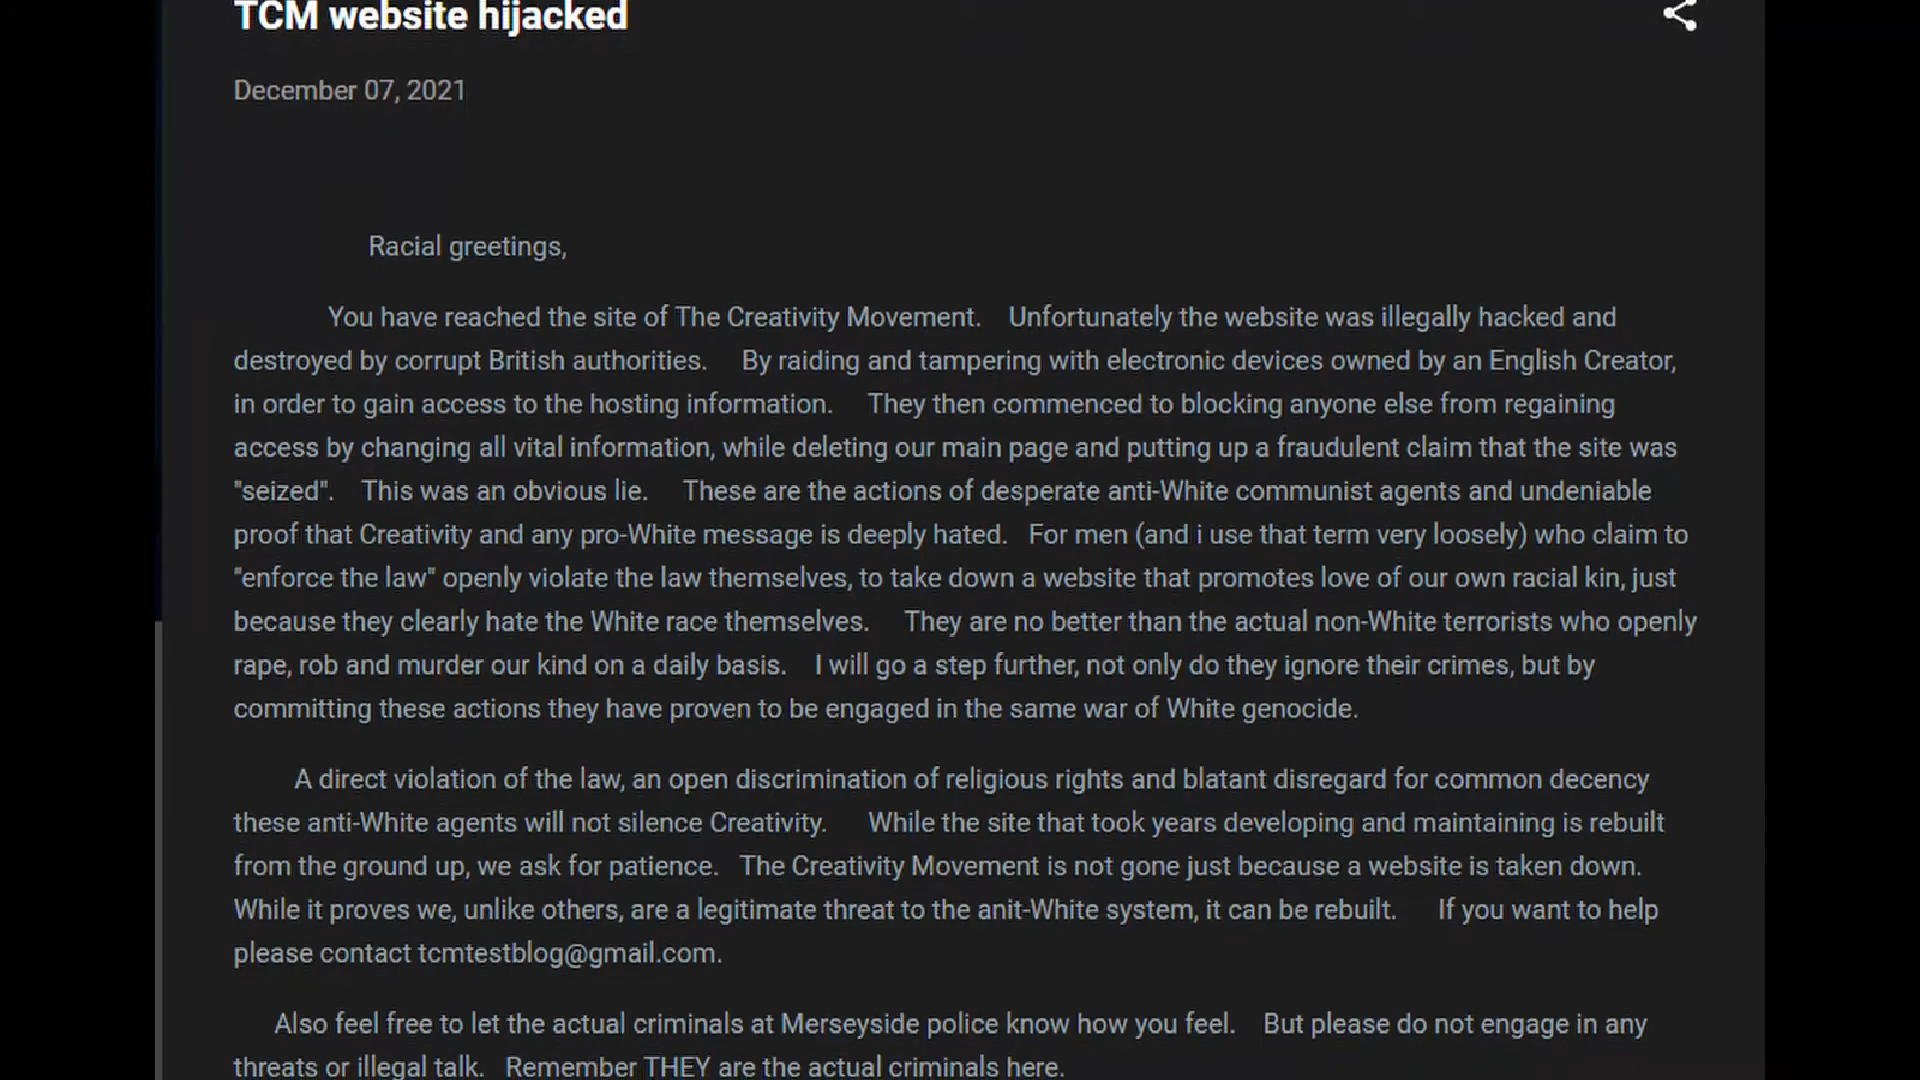 TCM website hijacked
December 07, 2021
Racial greetings,
You have reached the site of The Creativity Movement. Unfortunately the website was illegally hacked and
destroyed by corrupt British authorities. By raiding and tampering with electronic devices owned by an English Creator,
in order to gain access to the hosting information. They then commenced to blocking anyone else from regaining
access by changing all vital information, while deleting our main page and putting up a fraudulent claim that the site was
"seized". This was an obvious lie. These are the actions of desperate anti-White communist agents and undeniable
proof that Creativity and any pro-White message is deeply hated. For men (and i use that term very loosely) who claim to
"enforce the law" openly violate the law themselves, to take down a website that promotes love of our own racial kin, just
because they clearly hate the White race themselves. They are no better than the actual non-White terrorists who openly
rape, rob and murder our kind on a daily basis. I will go a step further, not only do they ignore their crimes, but by
committing these actions they have proven to be engaged in the same war of White genocide.
A direct violation of the law, an open discrimination of religious rights and blatant disregard for common decency
these anti-White agents will not silence Creativity. While the site that took years developing and maintaining is rebuilt
from the ground up, we ask for patience. The Creativity Movement is not gone just because a website is taken down.
While it proves we, unlike others, are a legitimate threat to the anit-White system, it can be rebuilt. If you want to help
please contact tcmtestblog@gmail.com.
Also feel free to let the actual criminals at Merseyside police know how you feel. But please do not engage in any
threats or illegal talk. Remember THEY are the actual criminals here.